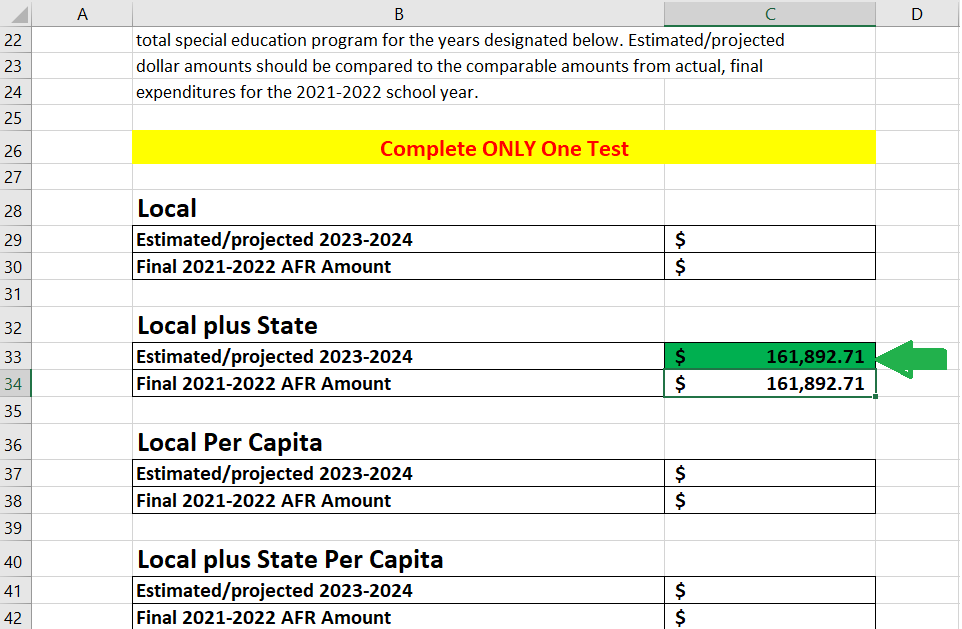 A B C D
22 total special education program for the years designated below. Estimated/projected
23 dollar amounts should be compared to the comparable amounts from actual, final
24 expenditures for the 2021-2022 school year.
25
26 Complete ONLY One Test
27
28 Local
29 Estimated/projected 2023-2024 $
30 Final 2021-2022 AFR Amount $
31
32 Local plus State
33 Estimated/projected 2023-2024 $ 161,892.71
34 Final 2021-2022 AFR Amount $ 161,892.71
35
36 Local Per Capita
37 Estimated/projected 2023-2024 $
38 Final 2021-2022 AFR Amount $
39
40 Local plus State Per Capita
41 Estimated/projected 2023-2024 $
42 Final 2021-2022 AFR Amount $